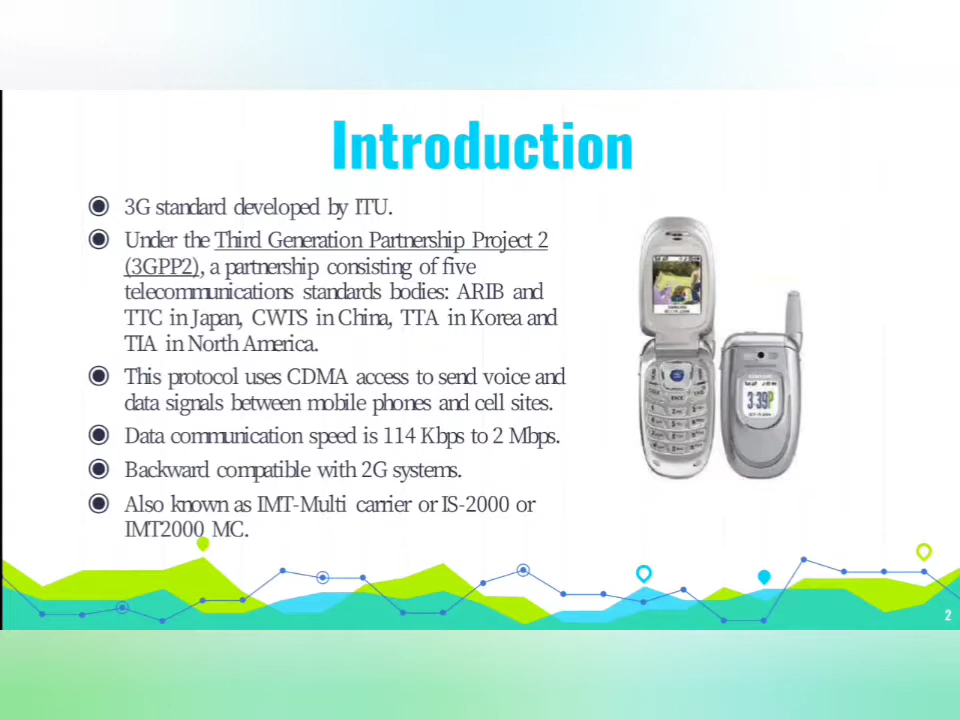 Introduction
3G standard developed by ITU.
Under the Third Generation Partnership Project 2
(3GPP2), a partnership consisting of five
telecommunications standards bodies: ARIB and
TTC in Japan, CWTS in China, TTA in Korea and
TIA in North America.
This protocol uses CDMA access to send voice and
data signals between mobile phones and cell sites.
Data communication speed is 114 Kbps to 2 Mbps.
Backward compatible with 2G systems.
Also known as IMT-Multi carrier or IS-2000 or
IMT2000 MC.
3:39P
2